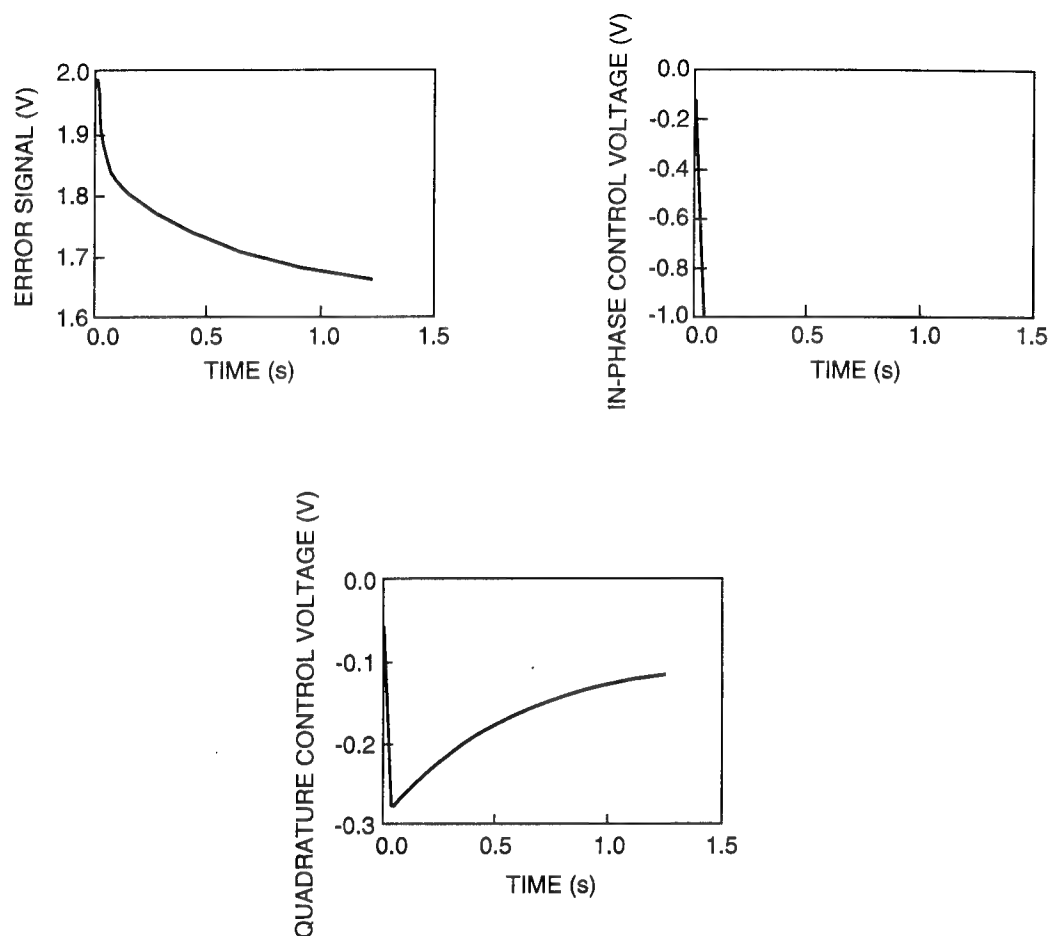 ERROR SIGNAL (V)
2.0
1.9
1.8
1.7
1.6
0.0 0.5 1.0 1.5
TIME (s)
IN-PHASE CONTROL VOLTAGE (V)
0.0
-0.2
-0.4
-0.6
-0.8
-1.0
0.0 0.5 1.0 1.5
TIME (s)
QUADRATURE CONTROL VOLTAGE (V)
0.0
-0.1
-0.2
-0.3
0.0 0.5 1.0 1.5
TIME (s)